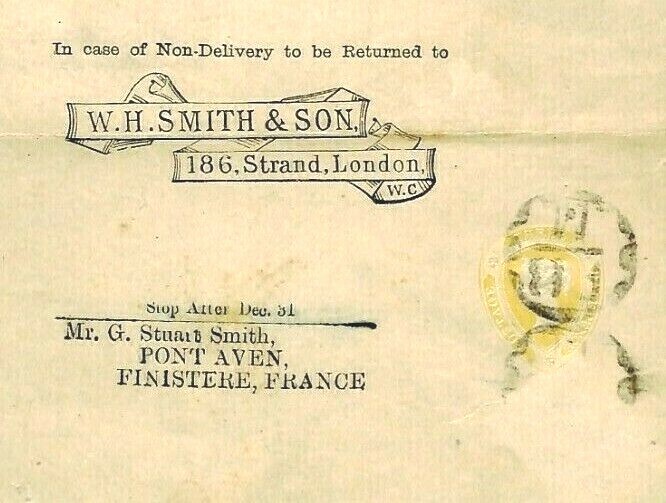 In case of Non-Delivery to be Returned to
W.H.SMITH & SON,
186, Strand, London,
W.C
Stop After Dec. 31
Mr. G. Stuart Smith,
PONT AVEN,
FINISTERE, FRANCE